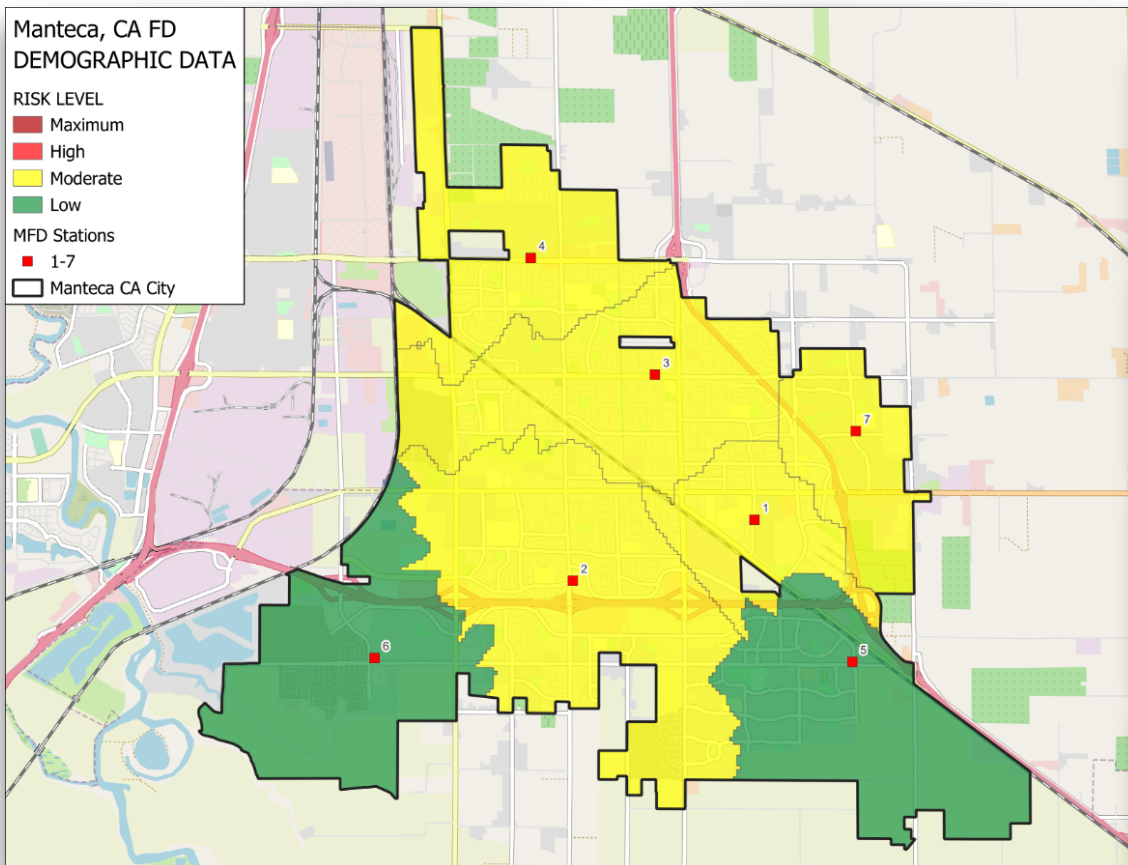 Manteca, CA FD
DEMOGRAPHIC DATA
RISK LEVEL
Maximum
High
Moderate
Low
MFD Stations
1-7
Manteca CA City
4
3
7
1
2
6
5